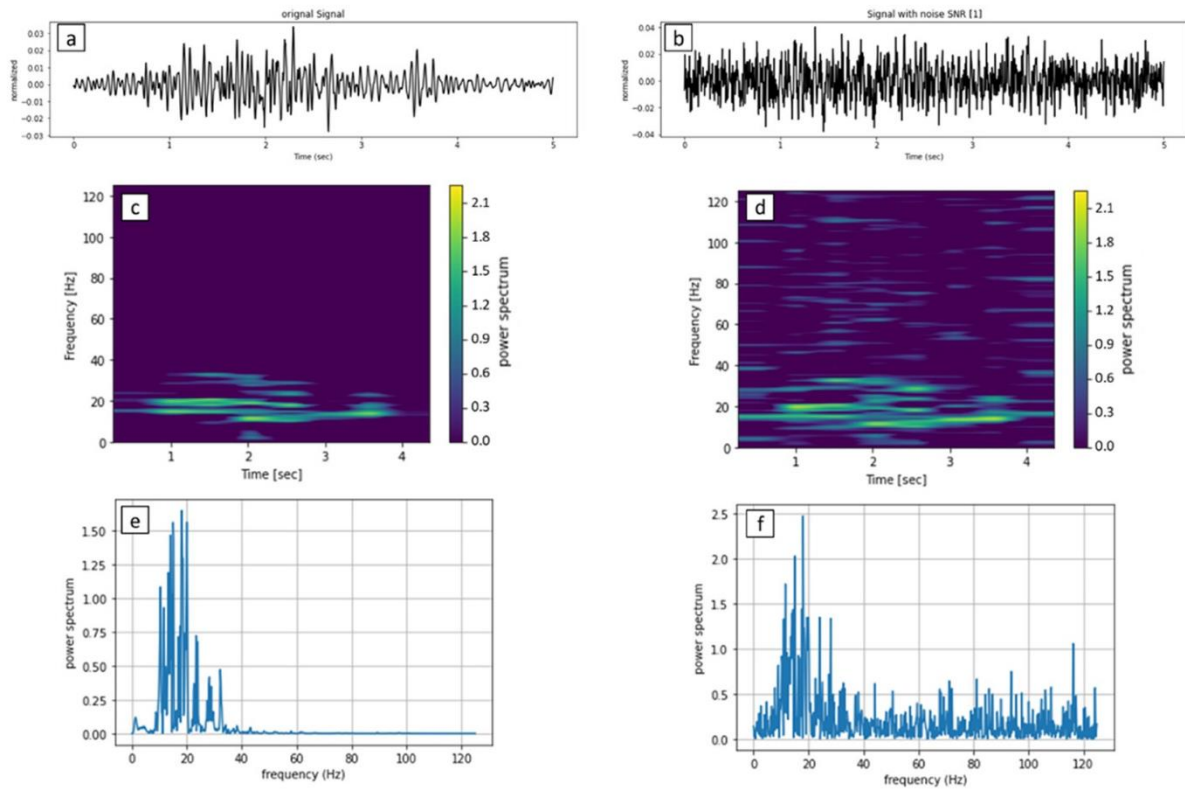 orignal Signal
a
0.03
0.02
0.01
0.00
−0.01
−0.02
−0.03
normalized
0 1 2 3 4 5
Time (sec)
Signal with noise SNR [1]
b
0.04
0.02
0.00
−0.02
−0.04
normalized
0 1 2 3 4 5
Time (sec)
c
120
100
80
60
40
20
0
Frequency [Hz]
1 2 3 4
Time [sec]
2.1
1.8
1.5
1.2
0.9
0.6
0.3
0.0
power spectrum
d
120
100
80
60
40
20
0
Frequency [Hz]
1 2 3 4
Time [sec]
2.1
1.8
1.5
1.2
0.9
0.6
0.3
0.0
power spectrum
e
1.50
1.25
1.00
0.75
0.50
0.25
0.00
power spectrum
0 20 40 60 80 100 120
frequency (Hz)
f
2.5
2.0
1.5
1.0
0.5
0.0
power spectrum
0 20 40 60 80 100 120
frequency (Hz)